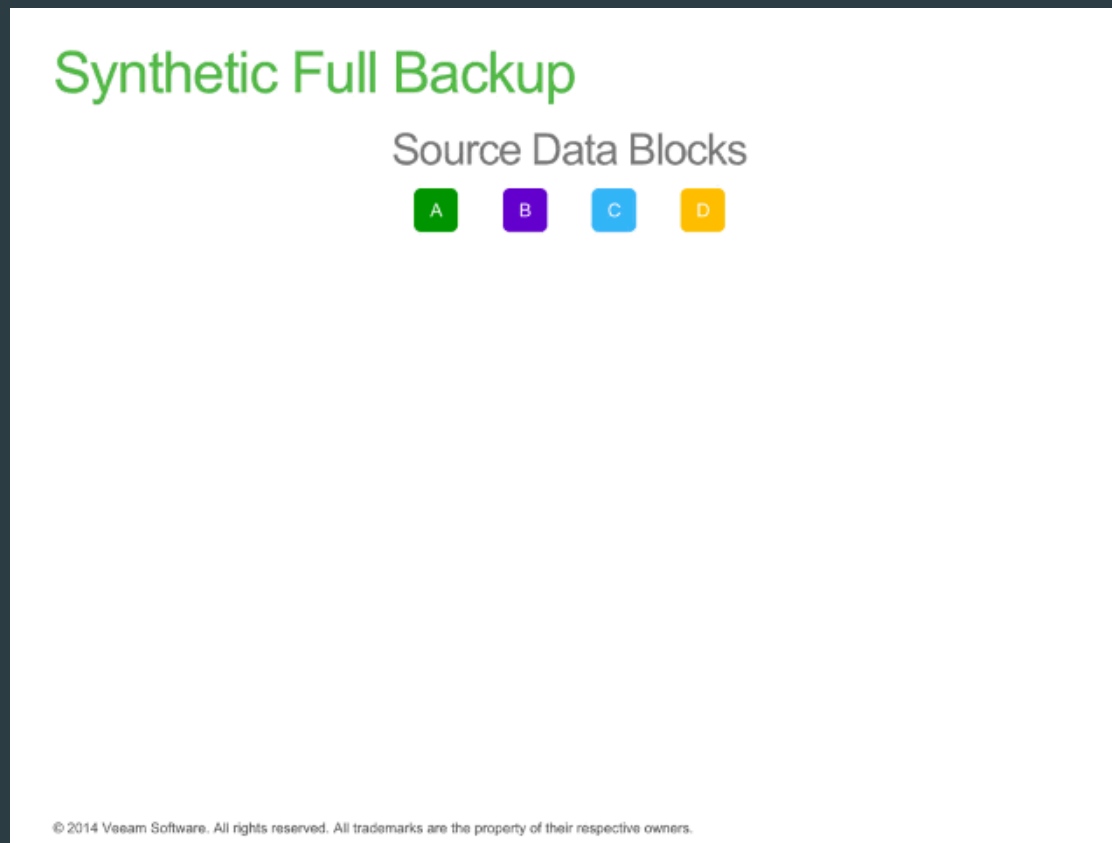 Synthetic Full Backup
Source Data Blocks
A B C D
© 2014 Veeam Software. All rights reserved. All trademarks are the property of their respective owners.